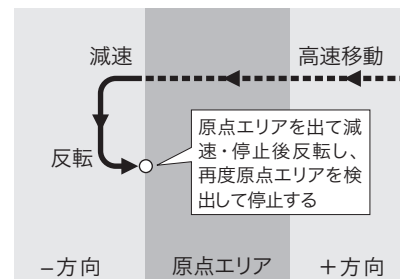 減速
高速移動
原点エリアを出て減
速・停止後反転し、
再度原点エリアを検
出して停止する
反転
−方向
原点エリア
＋方向